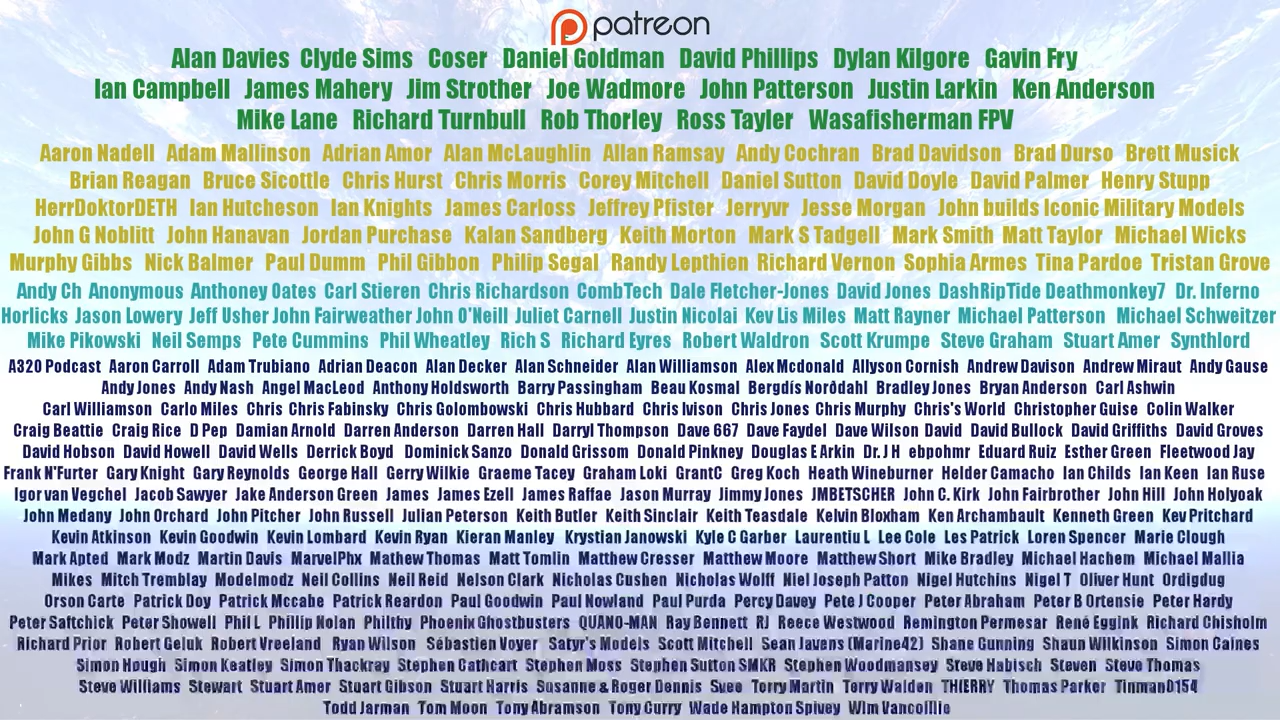 patreon
Alan Davies Clyde Sims Coser Daniel Goldman David Phillips Dylan Kilgore Gavin Fry
Ian Campbell James Mahery Jim Strother Joe Wadmore John Patterson Justin Larkin Ken Anderson
Mike Lane Richard Turnbull Rob Thorley Ross Tayler Wasafisherman FPV
Aaron Nadell Adam Mallinson Adrian Amor Alan McLaughlin Allan Ramsay Andy Cochran Brad Davidson Brad Durso Brett Musick
Brian Reagan Bruce Sicottle Chris Hurst Chris Morris Corey Mitchell Daniel Sutton David Doyle David Palmer Henry Stupp
HerrDoktorDETH Ian Hutcheson Ian Knights James Carloss Jeffrey Pfister Jerryvr Jesse Morgan John builds Iconic Military Models
John G Noblitt John Hanavan Jordan Purchase Kalan Sandberg Keith Morton Mark S Tadgell Mark Smith Matt Taylor Michael Wicks
Murphy Gibbs Nick Balmer Paul Dumm Phil Gibbon Philip Segal Randy Lepthien Richard Vernon Sophia Armes Tina Pardoe Tristan Grove
Andy Ch Anonymous Anthoney Oates Carl Stieren Chris Richardson CombTech Dale Fletcher-Jones David Jones DashRipTide Deathmonkey7 Dr. Inferno
Horlicks Jason Lowery Jeff Usher John Fairweather John O'Neill Juliet Carnell Justin Nicolai Kev Lis Miles Matt Rayner Michael Patterson Michael Schweitzer
Mike Pikowski Neil Semps Pete Cummins Phil Wheatley Rich S Richard Eyres Robert Waldron Scott Krumpe Steve Graham Stuart Amer Synthlord
A320 Podcast Aaron Carroll Adam Trubiano Adrian Deacon Alan Decker Alan Schneider Alan Williamson Alex Mcdonald Allyson Cornish Andrew Davison Andrew Miraut Andy Gause
Andy Jones Andy Nash Angel MacLeod Anthony Holdsworth Barry Passingham Beau Kosmal Bergdís Norðdahl Bradley Jones Bryan Anderson Carl Ashwin
Carl Williamson Carlo Miles Chris Chris Fabinsky Chris Golombowski Chris Hubbard Chris Ivison Chris Jones Chris Murphy Chris's World Christopher Guise Colin Walker
Craig Beattie Craig Rice D Pep Damian Arnold Darren Anderson Darren Hall Darryl Thompson Dave 667 Dave Faydel Dave Wilson David David Bullock David Griffiths David Groves
David Hobson David Howell David Wells Derrick Boyd Dominick Sanzo Donald Grissom Donald Pinkney Douglas E Arkin Dr. J H ebpohmr Eduard Ruiz Esther Green Fleetwood Jay
Frank N'Furter Gary Knight Gary Reynolds George Hall Gerry Wilkie Graeme Tacey Graham Loki GrantC Greg Koch Heath Wineburner Helder Camacho Ian Childs Ian Keen Ian Ruse
Igor van Vegchel Jacob Sawyer Jake Anderson Green James James Ezell James Raffae Jason Murray Jimmy Jones JMBETSCHER John C. Kirk John Fairbrother John Hill John Holyoak
John Medany John Orchard John Pitcher John Russell Julian Peterson Keith Butler Keith Sinclair Keith Teasdale Kelvin Bloxham Ken Archambault Kenneth Green Kev Pritchard
Kevin Atkinson Kevin Goodwin Kevin Lombard Kevin Ryan Kieran Manley Krystian Janowski Kyle C Garber Laurentiu L Lee Cole Les Patrick Loren Spencer Marie Clough
Mark Apted Mark Modz Martin Davis MarvelPhx Mathew Thomas Matt Tomlin Matthew Cresser Matthew Moore Matthew Short Mike Bradley Michael Hachem Michael Mallia
Mikes Mitch Tremblay Modelmodz Neil Collins Neil Reid Nelson Clark Nicholas Cushen Nicholas Wolff Niel Joseph Patton Nigel Hutchins Nigel T Oliver Hunt Ordigdug
Orson Carte Patrick Doy Patrick Mccabe Patrick Reardon Paul Goodwin Paul Nowland Paul Purda Percy Davey Pete J Cooper Peter Abraham Peter B Ortensie Peter Hardy
Peter Saftchick Peter Showell Phil L Phillip Nolan Philthy Phoenix Ghostbusters QUANO-MAN Ray Bennett RJ Reece Westwood Remington Permesar René Eggink Richard Chisholm
Richard Prior Robert Geluk Robert Vreeland Ryan Wilson Sébastien Voyer Satyr's Models Scott Mitchell Sean Javens (Marine42) Shane Gunning Shaun Wilkinson Simon Caines
Simon Hough Simon Keatley Simon Thackray Stephen Cathcart Stephen Moss Stephen Sutton SMKR Stephen Woodmansey Steve Habisch Steven Steve Thomas
Steve Williams Stewart Stuart Amer Stuart Gibson Stuart Harris Susanne & Roger Dennis Svee Terry Martin Terry Walden THIERRY Thomas Parker Tinman0154
Todd Jarman Tom Moon Tony Abramson Tony Curry Wade Hampton Spivey Wim Vancoillie